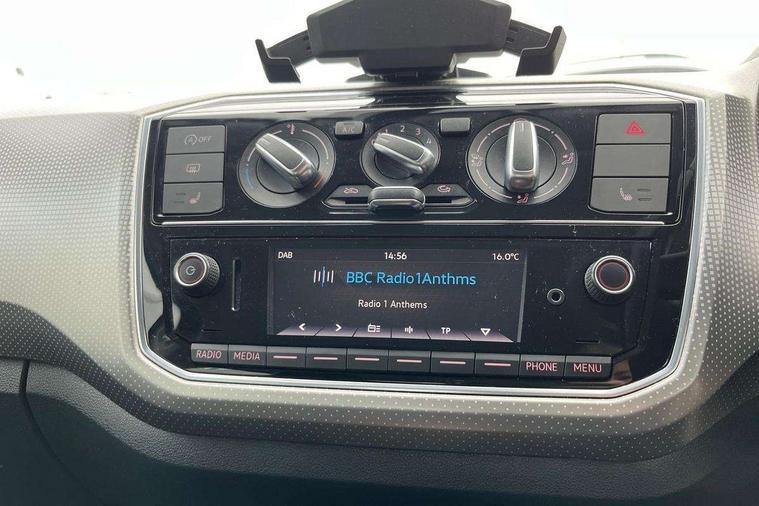 OFF
A/C
1 2 3 4
DAB 14:56 16.0°C
BBC Radio1Anthms
Radio 1 Anthems
TP
RADIO MEDIA PHONE MENU